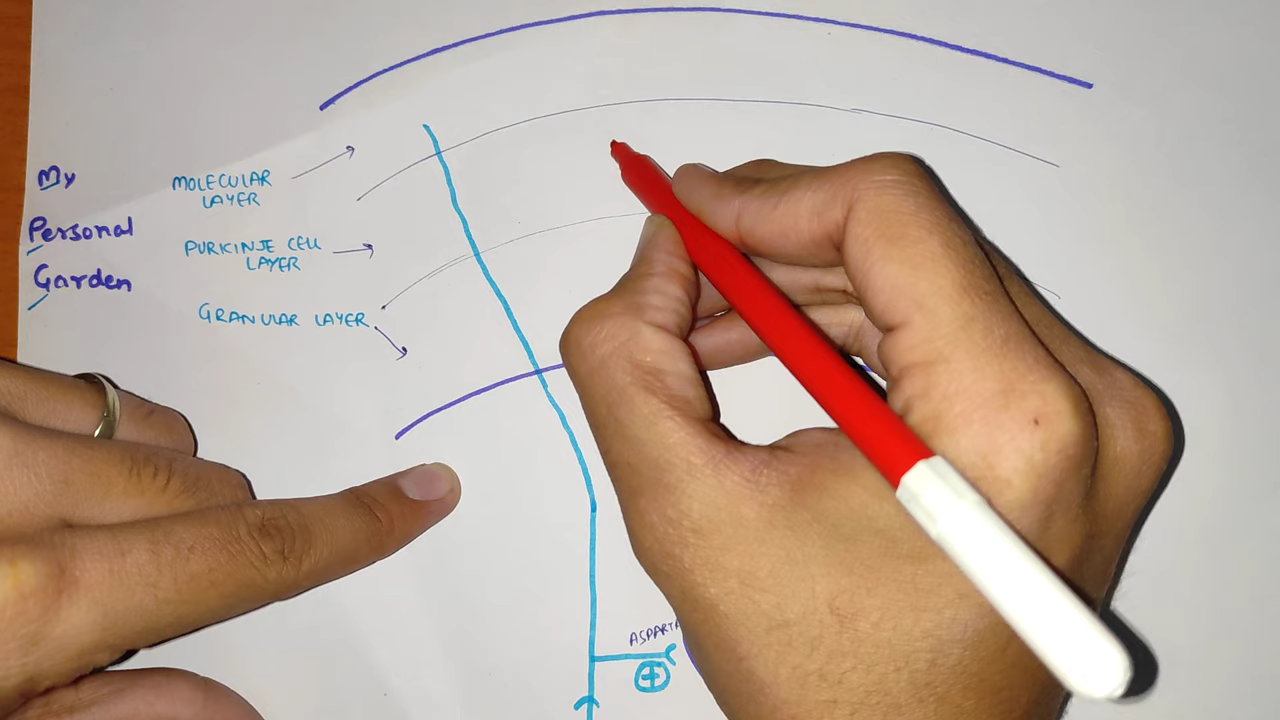 My
Personal
Garden
MOLECULAR
LAYER
PURKINJE CELL
LAYER
GRANULAR LAYER
+